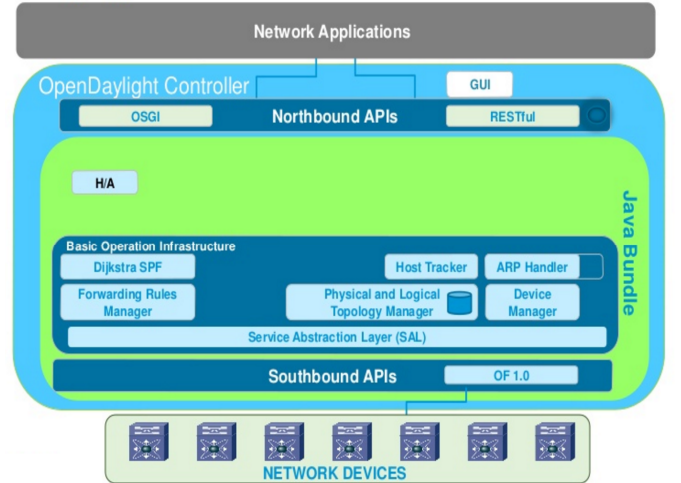 Network Applications
OpenDaylight Controller
GUI
OSGI
Northbound APIs
RESTful
H/A
Java Bundle
Basic Operation Infrastructure
Dijkstra SPF
Host Tracker
ARP Handler
Forwarding Rules
Manager
Physical and Logical
Topology Manager
Device
Manager
Service Abstraction Layer (SAL)
Southbound APIs
OF 1.0
NETWORK DEVICES